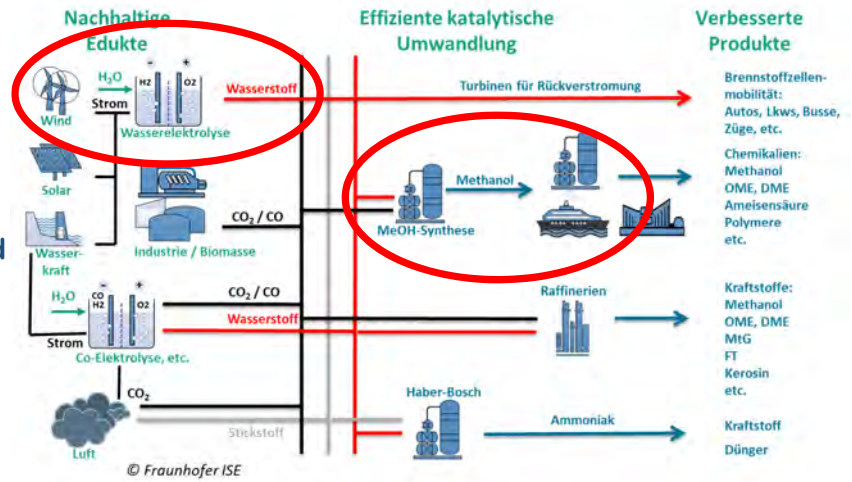 Nachhaltige
Edukte
Effiziente katalytische
Umwandlung
Verbesserte
Produkte
H₂O
- +
H2 O2
Wasserstoff
Strom
Wind
Wasserelektrolyse
Turbinen für Rückverstromung
Brennstoffzellen-
mobilität:
Autos, Lkws, Busse,
Züge, etc.
Solar
CO₂ / CO
Industrie / Biomasse
Methanol
MeOH-Synthese
Chemikalien:
Methanol
OME, DME
Ameisensäure
Polymere
etc.
d
Wasser-
kraft
H₂O
- +
CO
H2 O2
CO₂ / CO
Wasserstoff
Strom
Co-Elektrolyse, etc.
Raffinerien
Kraftstoffe:
Methanol
OME, DME
MtG
FT
Kerosin
etc.
CO₂
Luft
Stickstoff
Haber-Bosch
Ammoniak
Kraftstoff
Dünger
© Fraunhofer ISE